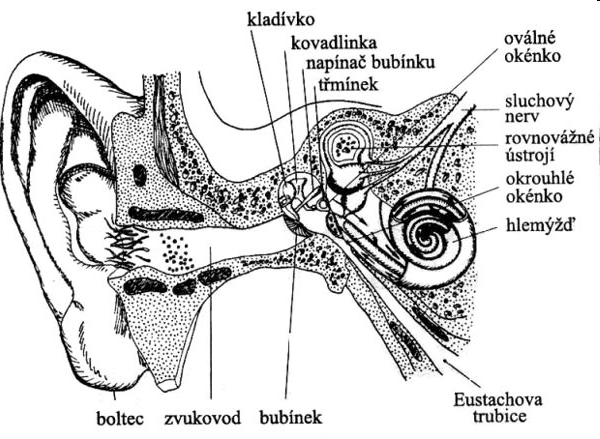 kladívko
kovadlinka
napínač bubínku
třmínek
oválné
okénko
sluchový
nerv
rovnovážné
ústrojí
okrouhlé
okénko
hlemýžď
boltec
zvukovod
bubínek
Eustachova
trubice